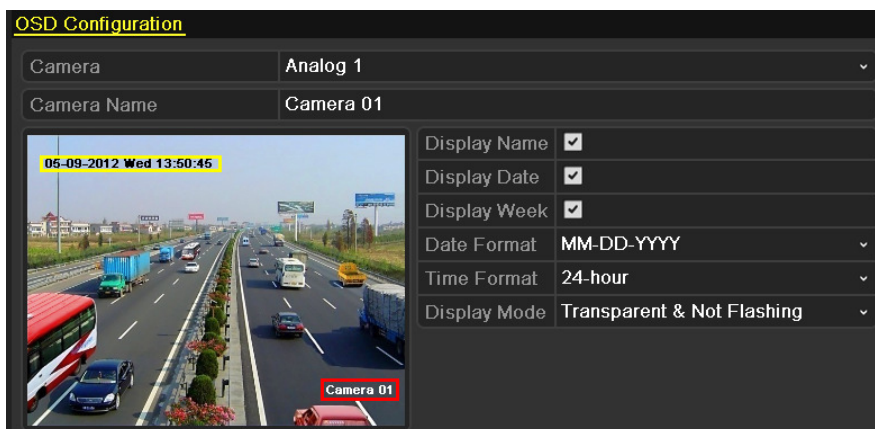 OSD Configuration
Camera Analog 1
Camera Name Camera 01
05-09-2012 Wed 13:50:45
Camera 01
Display Name
Display Date
Display Week
Date Format MM-DD-YYYY
Time Format 24-hour
Display Mode Transparent & Not Flashing